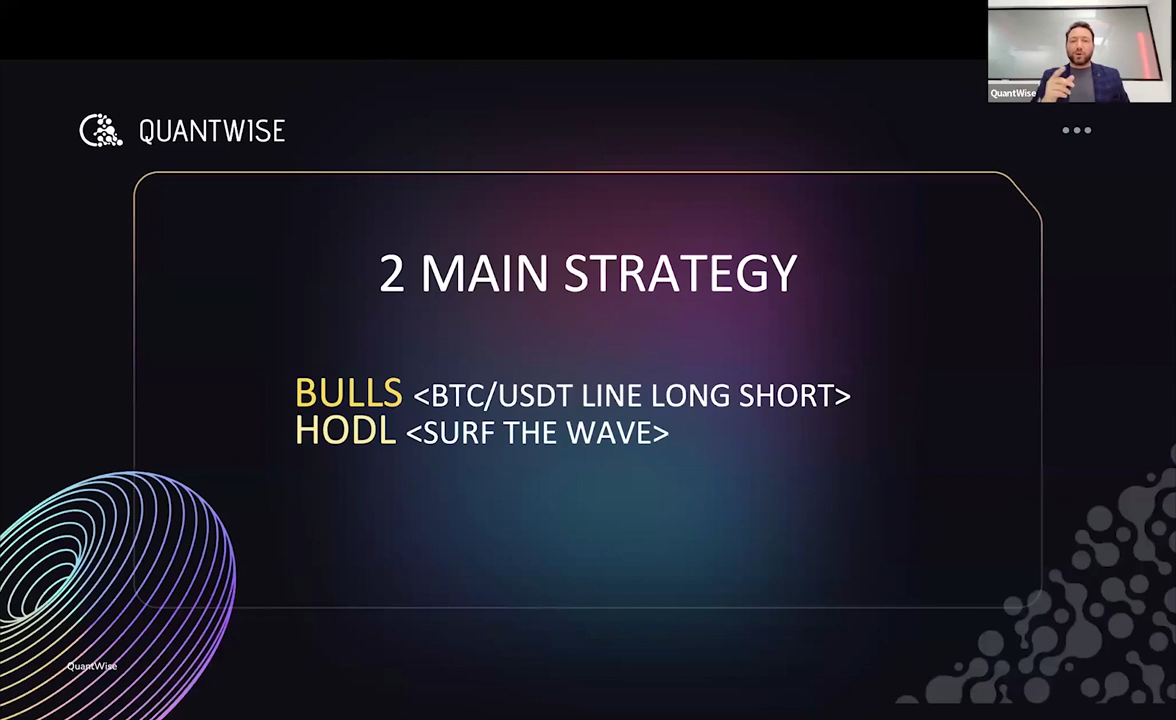 QuantWise
QUANTWISE
2 MAIN STRATEGY
BULLS <BTC/USDT LINE LONG SHORT>
HODL <SURF THE WAVE>
QuantWise